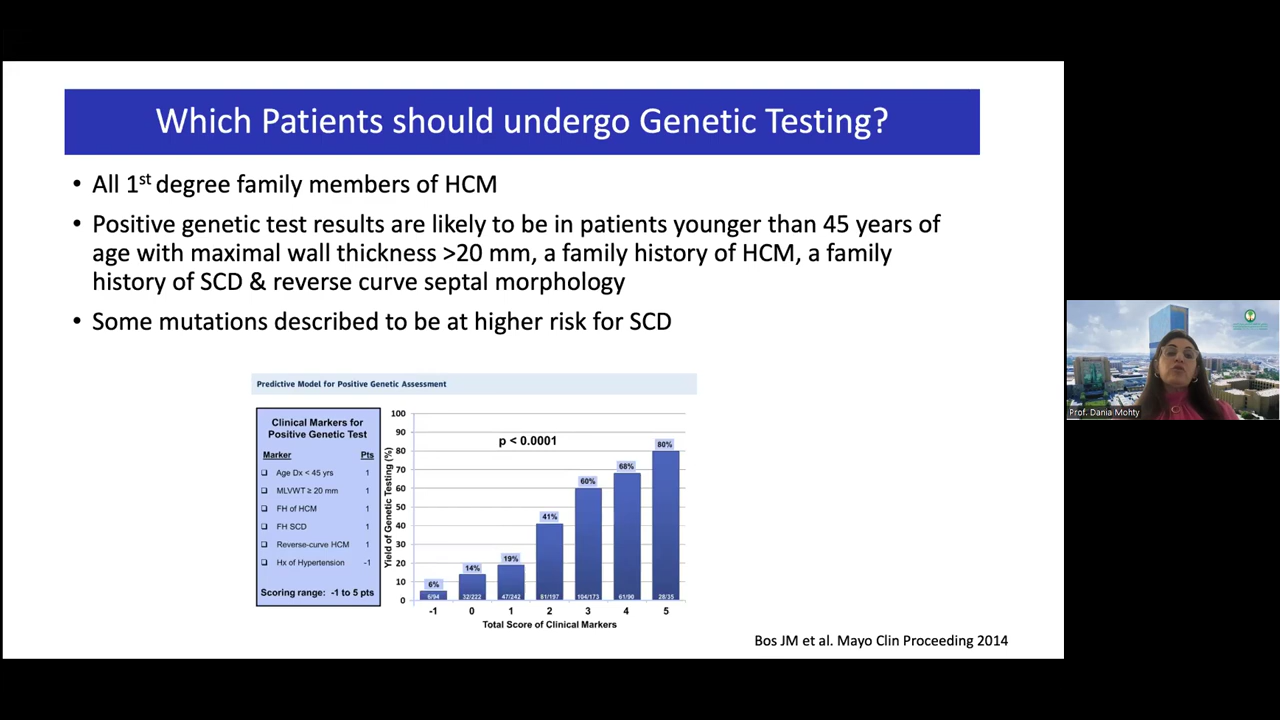 Which Patients should undergo Genetic Testing?
• All 1st degree family members of HCM
• Positive genetic test results are likely to be in patients younger than 45 years of
age with maximal wall thickness >20 mm, a family history of HCM, a family
history of SCD & reverse curve septal morphology
• Some mutations described to be at higher risk for SCD
Predictive Model for Positive Genetic Assessment
Clinical Markers for
Positive Genetic Test
Marker Pts
Age Dx < 45 yrs 1
MLVWT ≥ 20 mm 1
FH of HCM 1
FH SCD 1
Reverse-curve HCM 1
Hx of Hypertension -1
Scoring range: -1 to 5 pts
Yield of Genetic Testing (%)
100
90
80
70
60
50
40
30
20
10
0
p < 0.0001
6%
14%
19%
41%
60%
68%
80%
6/94
32/222
47/242
81/197
104/173
61/90
28/35
-1 0 1 2 3 4 5
Total Score of Clinical Markers
Bos JM et al. Mayo Clin Proceeding 2014
Prof. Dania Mohty